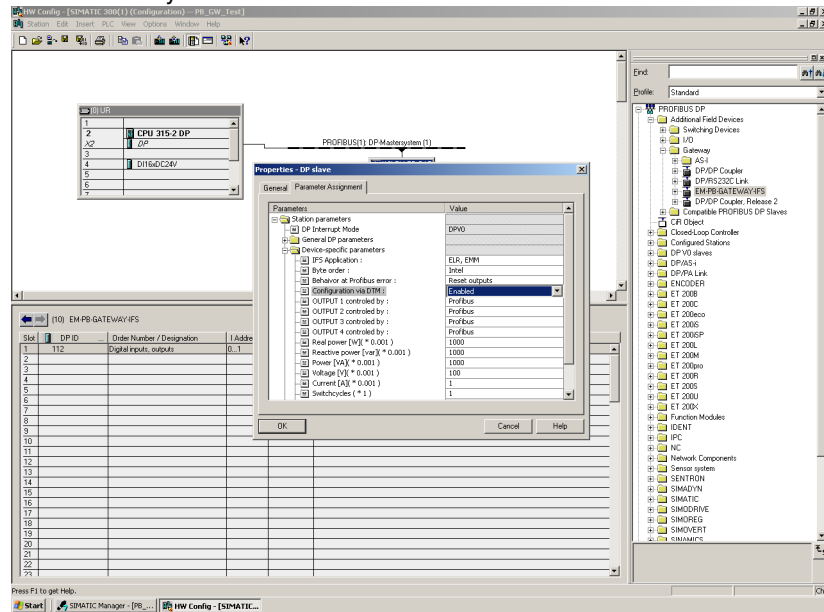 HW Config - [SIMATIC 300(1) (Configuration) -- PB_GW_Test]
Station Edit Insert PLC View Options Window Help
(0) UR
1
2 CPU 315-2 DP
X2 DP
3
4 DI16xDC24V
5
6
7
PROFIBUS(1): DP-Mastersystem (1)
Properties - DP slave
General Parameter Assignment
Parameters Value
Station parameters
DP Interrupt Mode DPV0
General DP parameters
Device-specific parameters
IFS Application : ELR, EMM
Byte order : Intel
Behaivor at Profibus error : Reset outputs
Configuration via DTM : Enabled
OUTPUT 1 controled by : Profibus
OUTPUT 2 controled by : Profibus
OUTPUT 3 controled by : Profibus
OUTPUT 4 controled by : Profibus
Real power [W]( * 0.001 ) 1000
Reactive power [var]( * 0.001 ) 1000
Power [VA]( * 0.001 ) 1000
Voltage [V]( * 0.001 ) 100
Current [A]( * 0.001 ) 1
Switchcycles ( * 1 ) 1
OK Cancel Help
(10) EM-PB-GATEWAY-IFS
Slot DP ID ... Order Number / Designation I Addre
1 112 Digital inputs, outputs 0...1
2
3
4
5
6
7
8
9
10
11
12
13
14
15
16
17
18
19
20
21
22
23
Find:
Profile: Standard
PROFIBUS DP
Additional Field Devices
Switching Devices
I/O
Gateway
AS-I
DP/DP Coupler
DP/RS232C Link
EM-PB-GATEWAY-IFS
DP/DP Coupler, Release 2
Compatible PROFIBUS DP Slaves
CiR Object
Closed-Loop Controller
Configured Stations
DP V0 slaves
DP/AS-i
DP/PA Link
ENCODER
ET 200B
ET 200C
ET 200eco
ET 200iS
ET 200iSP
ET 200L
ET 200M
ET 200pro
ET 200R
ET 200S
ET 200U
ET 200X
Function Modules
IDENT
IPC
NC
Network Components
Sensor system
SENTRON
SIMADYN
SIMATIC
SIMODRIVE
SIMOREG
SIMOVERT
SINAMICS
Press F1 to get Help.
Ch
Start SIMATIC Manager - [PB_... HW Config - [SIMATIC...